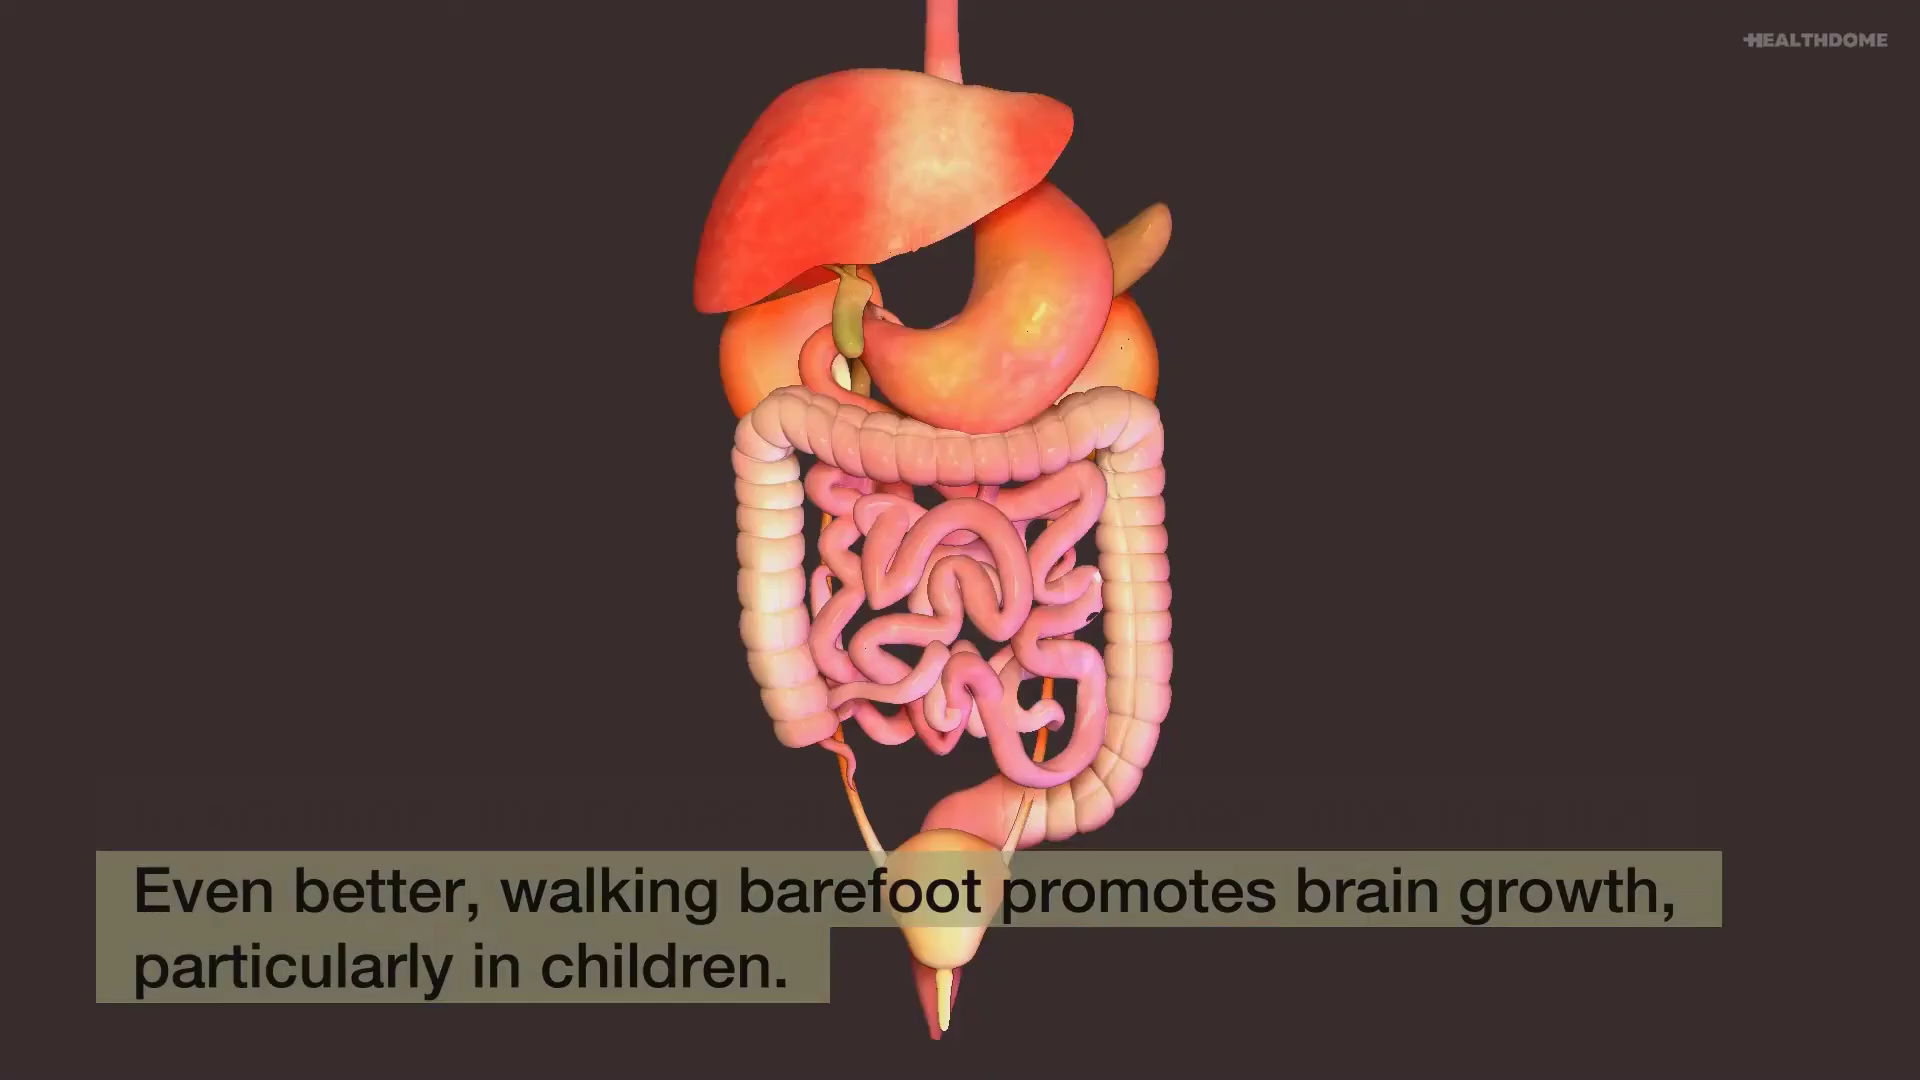 HEALTHDOME
Even better, walking barefoot promotes brain growth,
particularly in children.